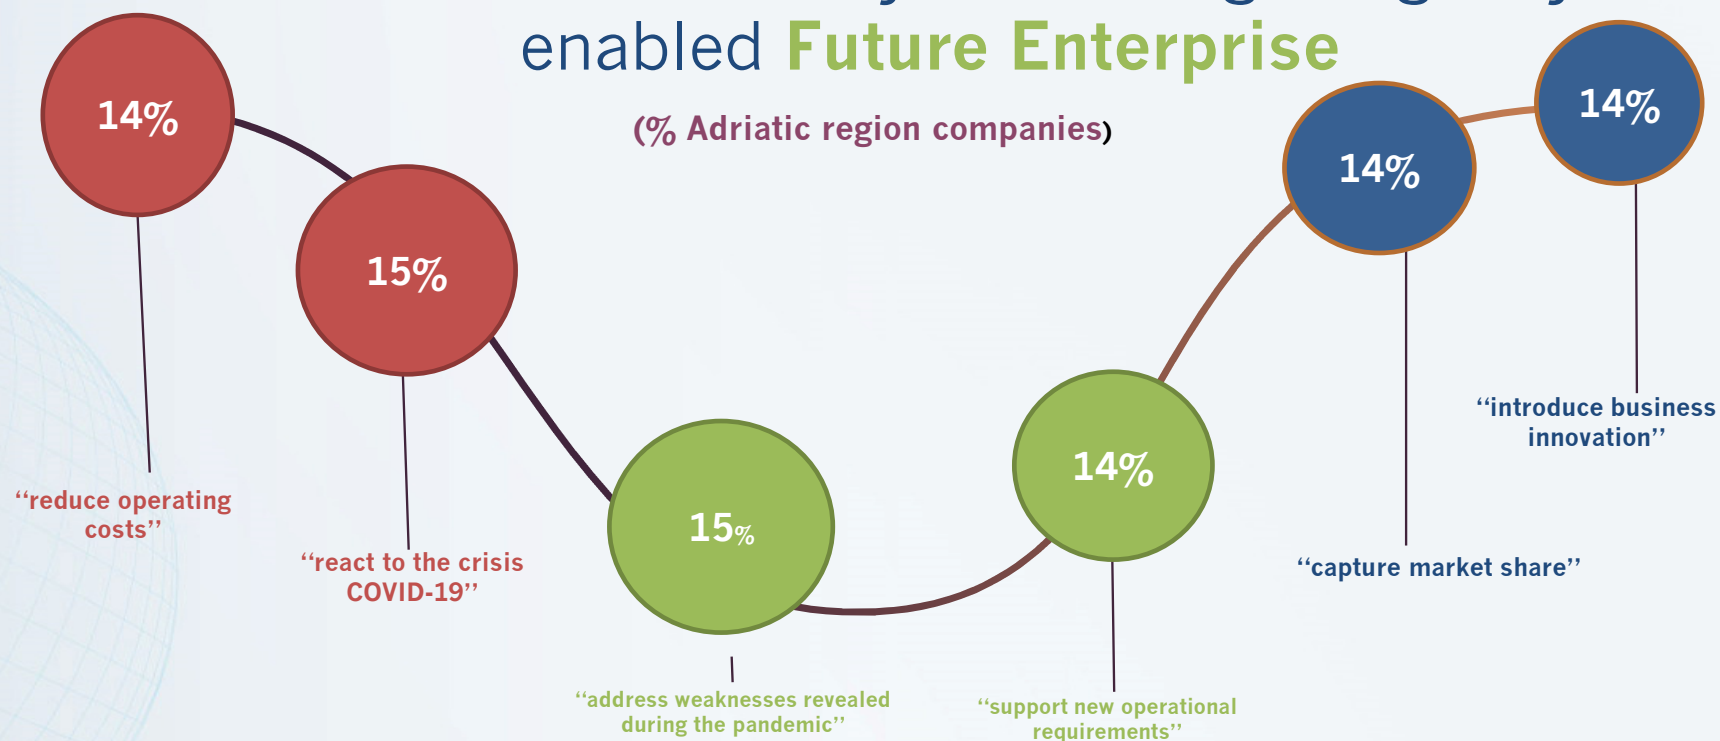 enabled Future Enterprise
(% Adriatic region companies)
14%
15%
15%
14%
14%
14%
“reduce operating
costs”
“react to the crisis
COVID-19”
“address weaknesses revealed
during the pandemic”
“support new operational
requirements”
“capture market share”
“introduce business
innovation”